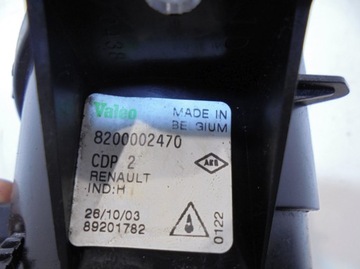 Valeo
MADE IN
BELGIUM
8200002470
CDP 2
RENAULT
IND:H
26/10/03
89201782
0122